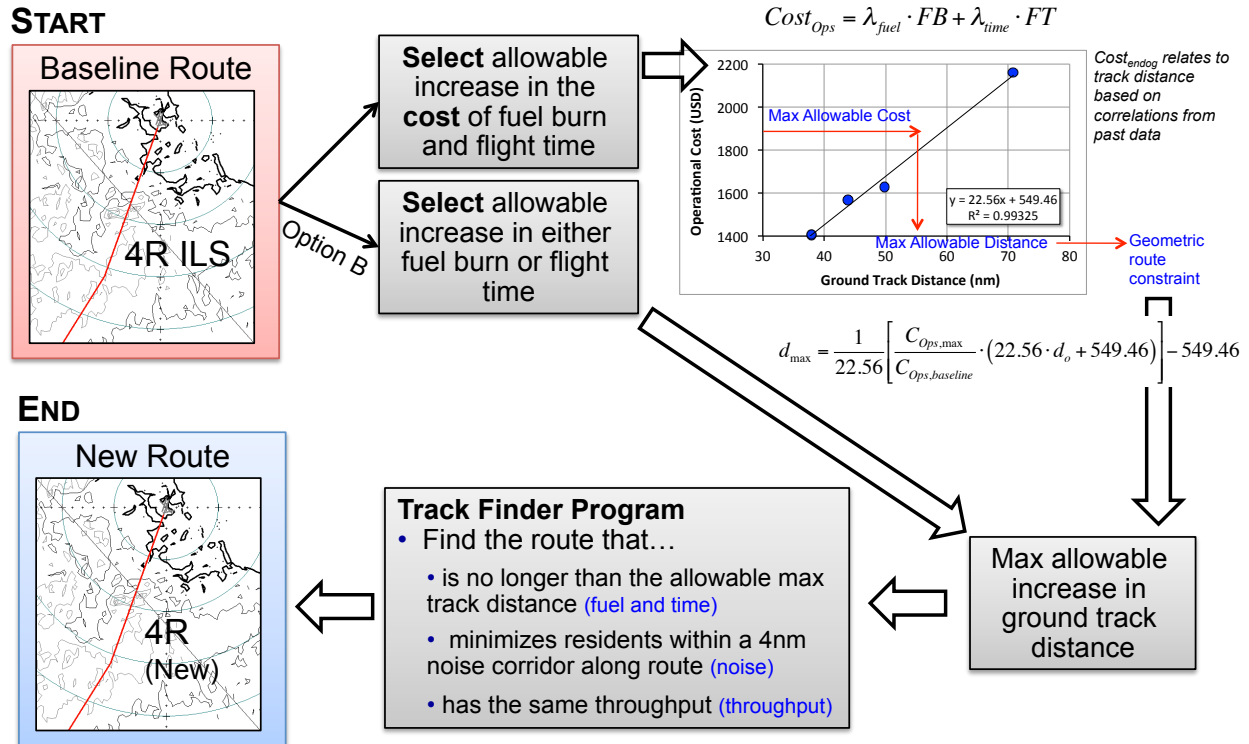 START
Baseline Route
4R ILS
Option B
Select allowable
increase in the
cost of fuel burn
and flight time
Select allowable
increase in either
fuel burn or flight
time
Cost_Ops = λ_fuel · FB + λ_time · FT
Operational Cost (USD)
2200
2000
1800
1600
1400
Max Allowable Cost
y = 22.56x + 549.46
R² = 0.99325
Max Allowable Distance
30 40 50 60 70 80
Ground Track Distance (nm)
Cost_endog relates to
track distance
based on
correlations from
past data
Geometric
route
constraint
d_max = 1/22.56 [C_Ops,max / C_Ops,baseline · (22.56 · d_o + 549.46)] − 549.46
Max allowable
increase in
ground track
distance
Track Finder Program
• Find the route that…
• is no longer than the allowable max
track distance (fuel and time)
• minimizes residents within a 4nm
noise corridor along route (noise)
• has the same throughput (throughput)
END
New Route
4R
(New)